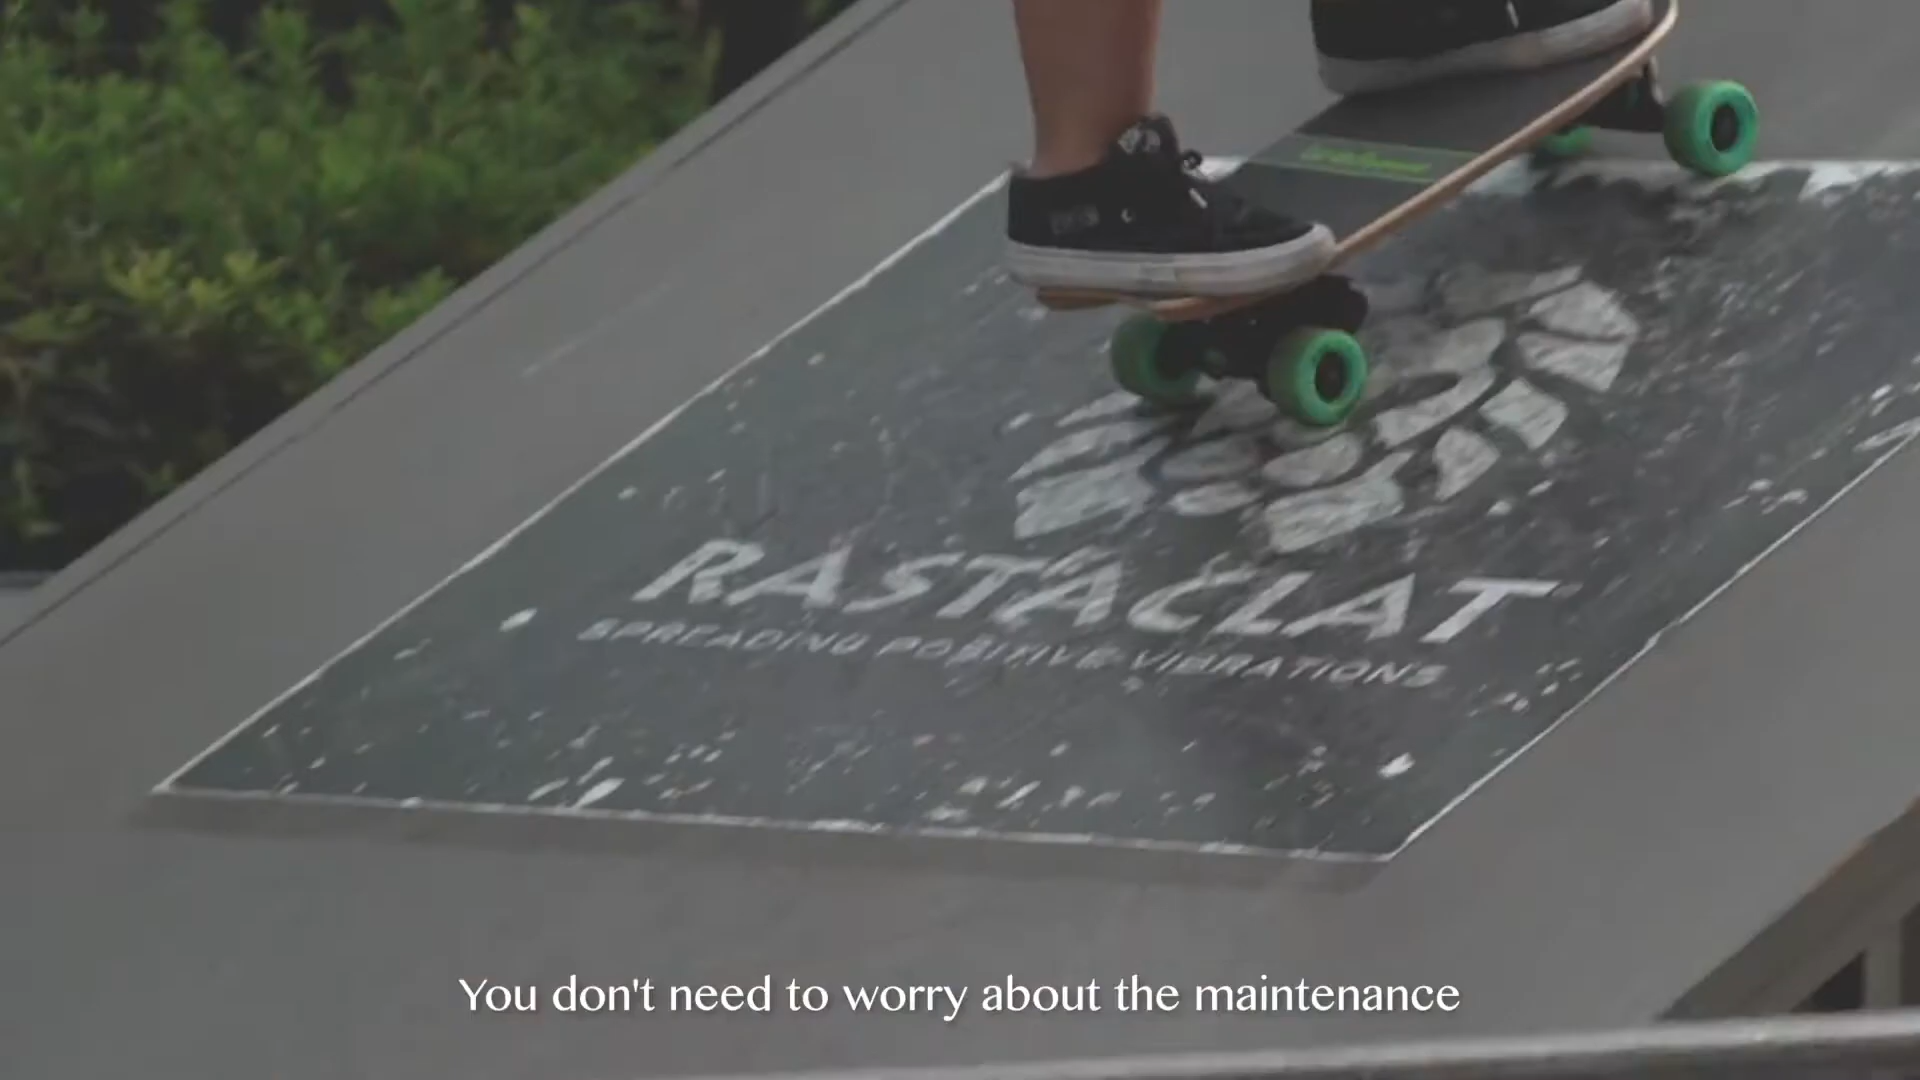 RASTACLAT
SPREADING POSITIVE VIBRATIONS
You don't need to worry about the maintenance